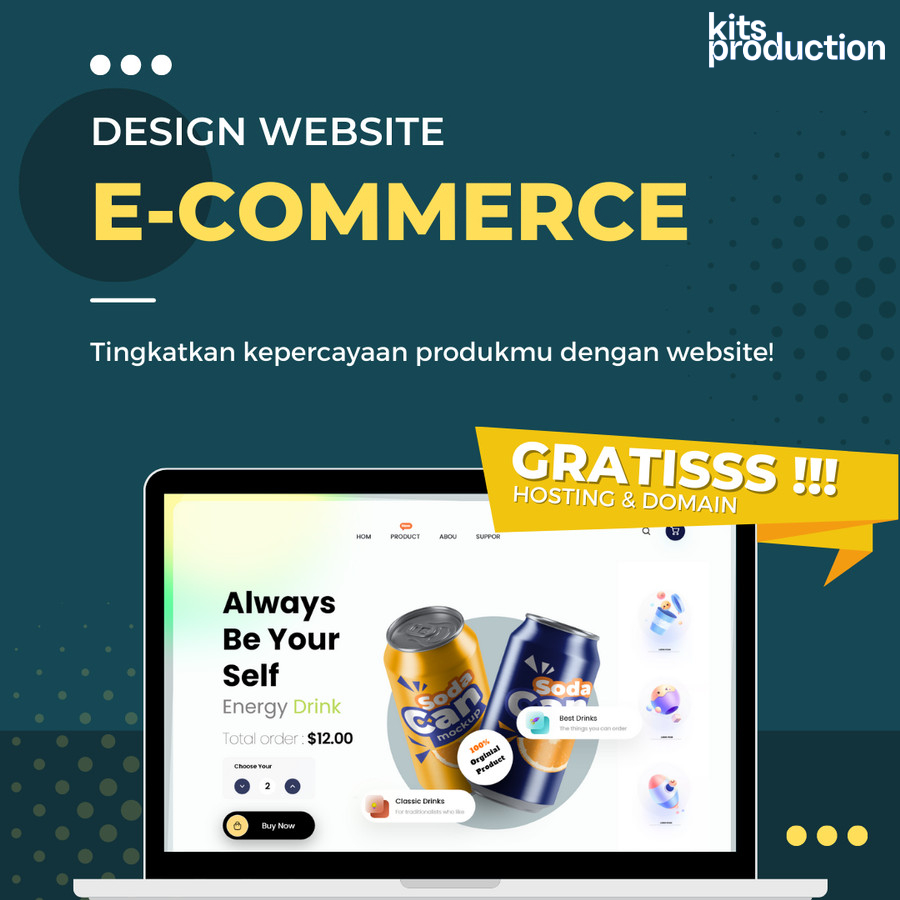 kits
production
DESIGN WEBSITE
E-COMMERCE
Tingkatkan kepercayaan produkmu dengan website!
GRATISSS !!!
HOSTING & DOMAIN
HOM PRODUCT ABOU SUPPOR
Always
Be Your
Self
Energy Drink
Total order : $12.00
Choose Your
2
Buy Now
Soda
Can
mockup
Soda
Can
100%
Orginial
Product
Best Drinks
The things you can order
Classic Drinks
For traditionalists who like